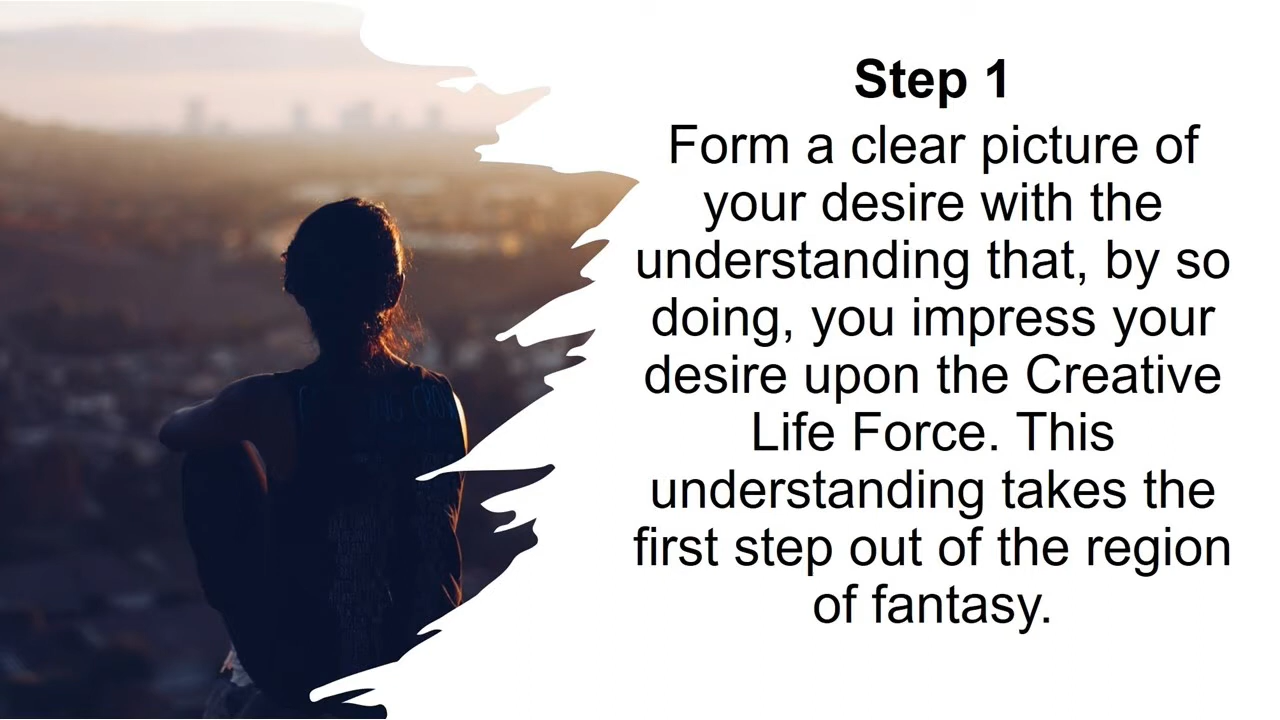 Step 1
Form a clear picture of
your desire with the
understanding that, by so
doing, you impress your
desire upon the Creative
Life Force. This
understanding takes the
first step out of the region
of fantasy.